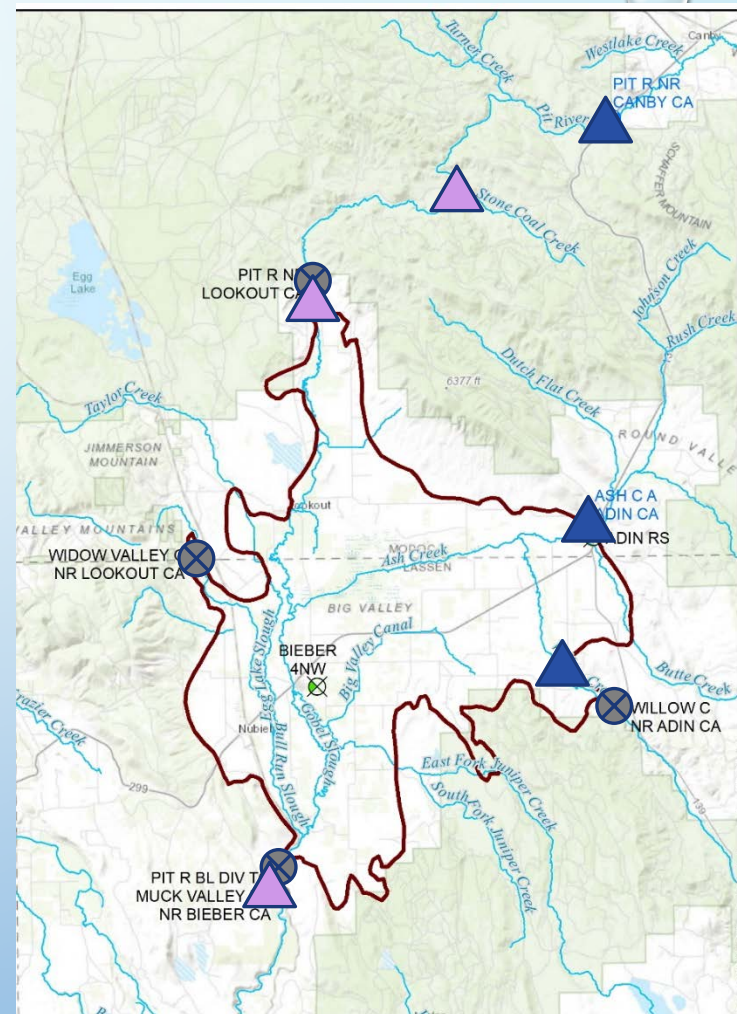 Turner Creek
Westlake Creek
Canby
PIT R NR
CANBY CA
Pit River
SCHAFFER MOUNTAIN
Stone Coal Creek
Egg
Lake
PIT R N
LOOKOUT CA
Johnson Creek
Rush Creek
Dutch Flat Creek
6377 ft
Taylor Creek
JIMMERSON
MOUNTAIN
ROUND VALLE
ASH C A
ADIN CA
ADIN RS
VALLEY MOUNTAINS
WIDOW VALLEY C
NR LOOKOUT CA
MODOC
LASSEN
Ash Creek
BIG VALLEY
BIEBER
4NW
Big Valley Canal
Egg Lake Slough
Bull Run Slough
Gobel Slough
Nubie
Butte Creek
WILLOW C
NR ADIN CA
299
139
East Fork Juniper Creek
South Fork Juniper Creek
PIT R BL DIV T
MUCK VALLEY
NR BIEBER CA